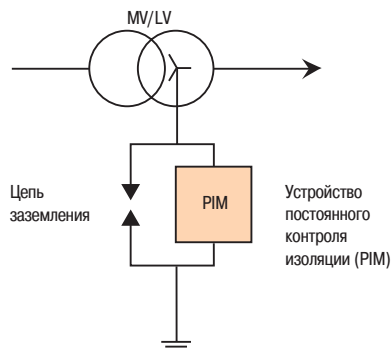 MV/LV
Цепь
заземления
PIM
Устройство
постоянного
контроля
изоляции (PIM)